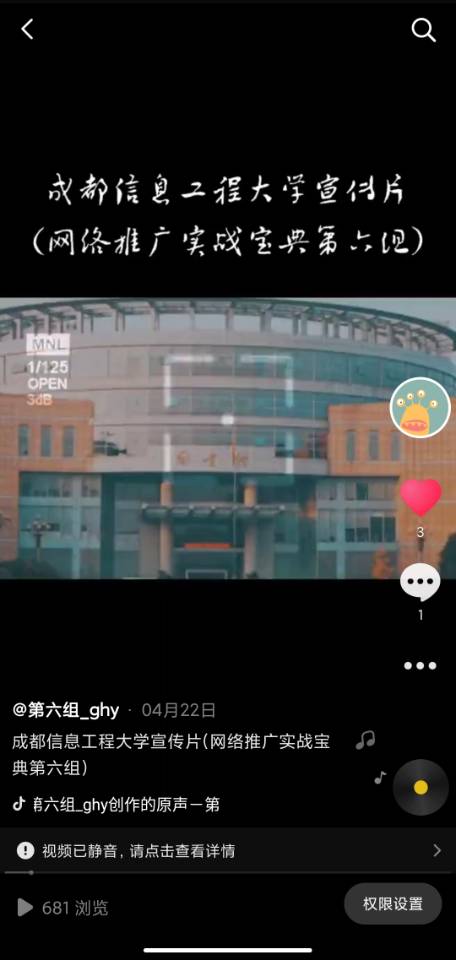 成都信息工程大学宣传片
(网络推广实战宝典第六组)
MNL
1/125
OPEN
3dB
图书馆
3
1
@第六组_ghy · 04月22日
成都信息工程大学宣传片(网络推广实战宝
典第六组)
第六组_ghy创作的原声－第
视频已静音，请点击查看详情
681 浏览
权限设置